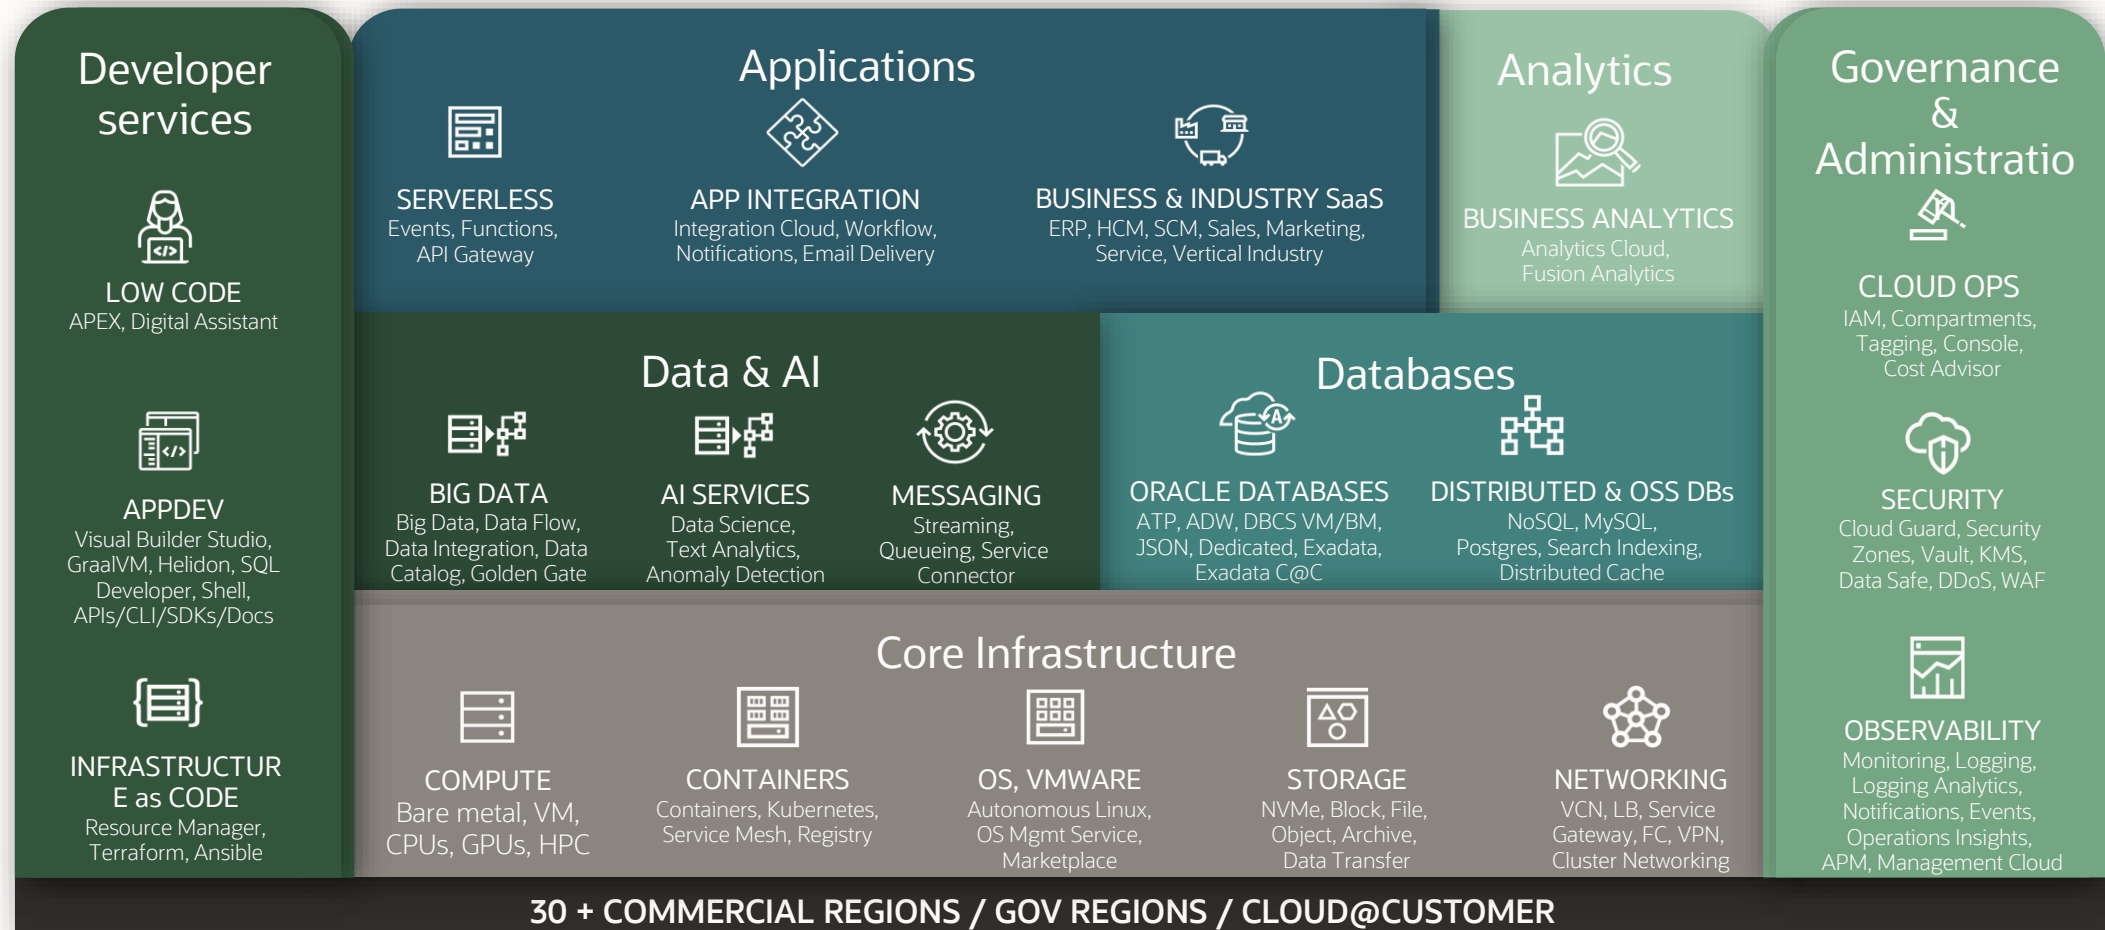 Developer
services
LOW CODE
APEX, Digital Assistant
APPDEV
Visual Builder Studio,
GraalVM, Helidon, SQL
Developer, Shell,
APIs/CLI/SDKs/Docs
INFRASTRUCTUR
E as CODE
Resource Manager,
Terraform, Ansible
Applications
SERVERLESS
Events, Functions,
API Gateway
APP INTEGRATION
Integration Cloud, Workflow,
Notifications, Email Delivery
BUSINESS & INDUSTRY SaaS
ERP, HCM, SCM, Sales, Marketing,
Service, Vertical Industry
Analytics
BUSINESS ANALYTICS
Analytics Cloud,
Fusion Analytics
Data & AI
BIG DATA
Big Data, Data Flow,
Data Integration, Data
Catalog, Golden Gate
AI SERVICES
Data Science,
Text Analytics,
Anomaly Detection
MESSAGING
Streaming,
Queueing, Service
Connector
Databases
A
ORACLE DATABASES
ATP, ADW, DBCS VM/BM,
JSON, Dedicated, Exadata,
Exadata C@C
DISTRIBUTED & OSS DBs
NoSQL, MySQL,
Postgres, Search Indexing,
Distributed Cache
Core Infrastructure
COMPUTE
Bare metal, VM,
CPUs, GPUs, HPC
CONTAINERS
Containers, Kubernetes,
Service Mesh, Registry
OS, VMWARE
Autonomous Linux,
OS Mgmt Service,
Marketplace
STORAGE
NVMe, Block, File,
Object, Archive,
Data Transfer
NETWORKING
VCN, LB, Service
Gateway, FC, VPN,
Cluster Networking
Governance
&
Administratio
CLOUD OPS
IAM, Compartments,
Tagging, Console,
Cost Advisor
SECURITY
Cloud Guard, Security
Zones, Vault, KMS,
Data Safe, DDoS, WAF
OBSERVABILITY
Monitoring, Logging,
Logging Analytics,
Notifications, Events,
Operations Insights,
APM, Management Cloud
30 + COMMERCIAL REGIONS / GOV REGIONS / CLOUD@CUSTOMER